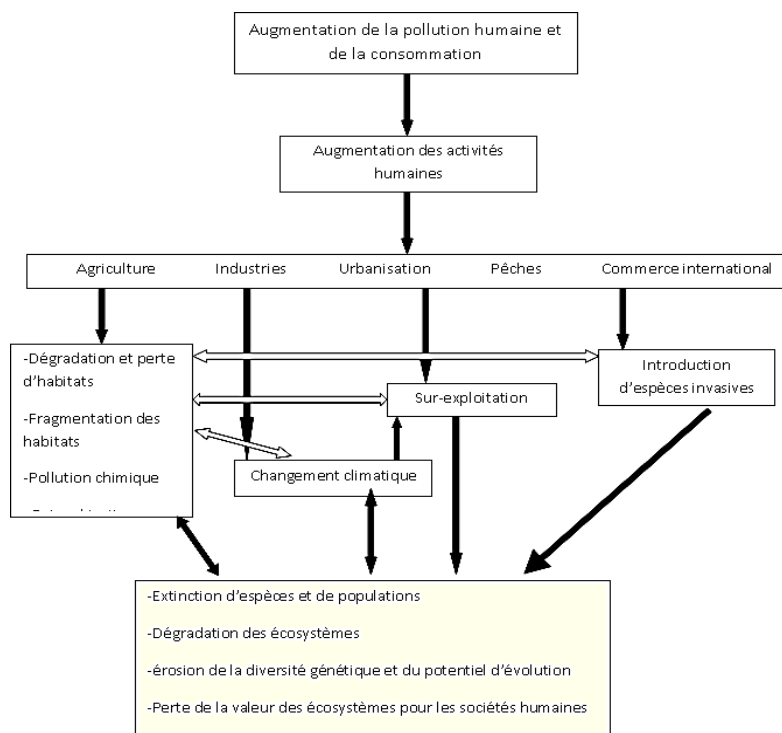 Augmentation de la pollution humaine et
de la consommation
Augmentation des activités
humaines
Agriculture Industries Urbanisation Pêches Commerce international
-Dégradation et perte
d'habitats
-Fragmentation des
habitats
-Pollution chimique
Introduction
d'espèces invasives
Sur-exploitation
Changement climatique
-Extinction d'espèces et de populations
-Dégradation des écosystèmes
-érosion de la diversité génétique et du potentiel d'évolution
-Perte de la valeur des écosystèmes pour les sociétés humaines